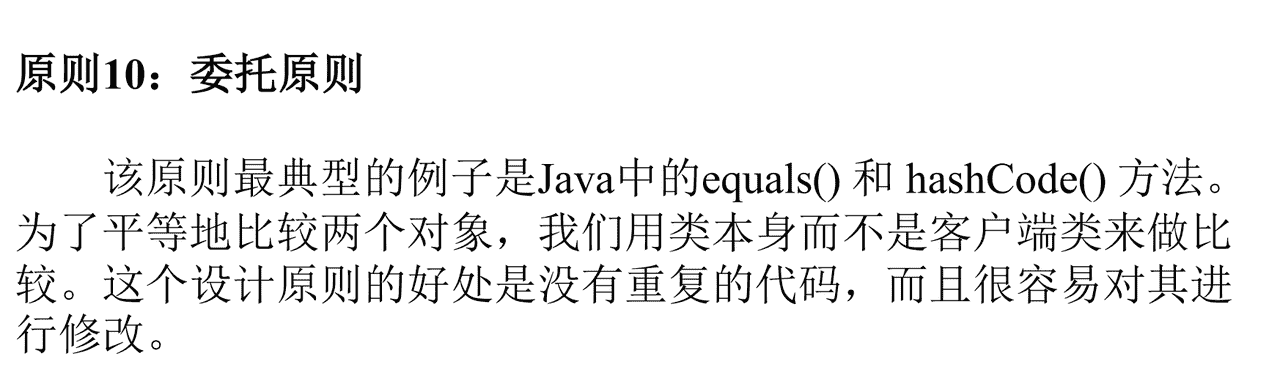 原则10：委托原则
该原则最典型的例子是Java中的equals() 和 hashCode() 方法。
为了平等地比较两个对象，我们用类本身而不是客户端类来做比
较。这个设计原则的好处是没有重复的代码，而且很容易对其进
行修改。